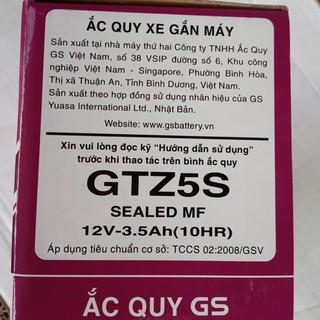 ẮC QUY XE GẮN MÁY
Sản xuất tại nhà máy thứ hai Công ty TNHH Ắc Quy
GS Việt Nam, số 38 VSIP đường số 6, Khu công
nghiệp Việt Nam - Singapore, Phường Bình Hòa,
Thị xã Thuận An, Tỉnh Bình Dương, Việt Nam.
Sản xuất theo hợp đồng sử dụng nhãn hiệu của GS
Yuasa International Ltd., Nhật Bản.
Website: www.gsbattery.vn
Xin vui lòng đọc kỹ "Hướng dẫn sử dụng"
trước khi thao tác trên bình ắc quy
GTZ5S
SEALED MF
12V-3.5Ah(10HR)
Áp dụng tiêu chuẩn cơ sở: TCCS 02:2008/GSV
ẮC QUY GS